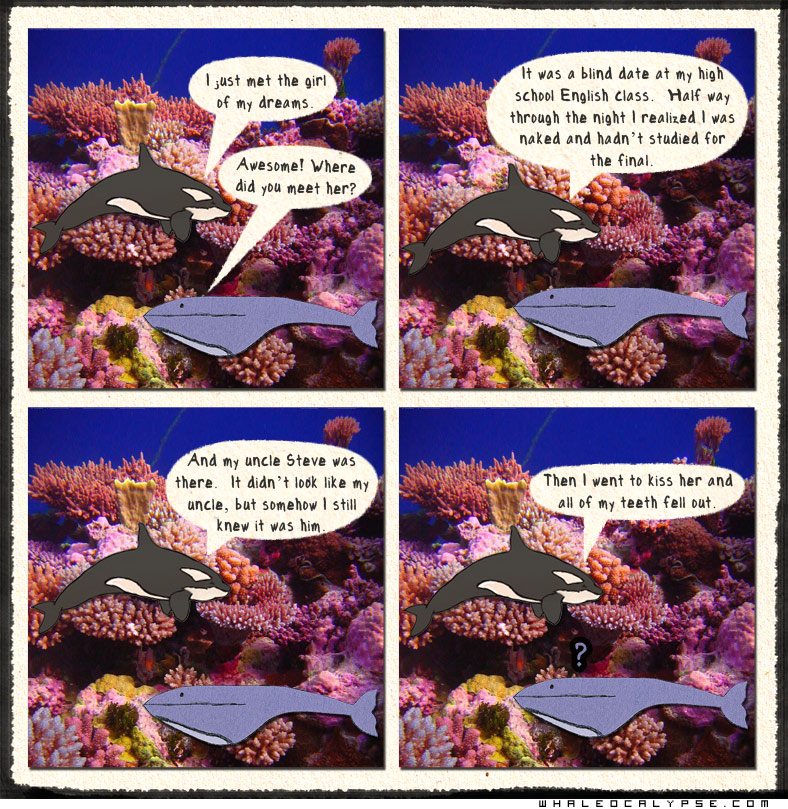 I just met the girl
of my dreams.
Awesome! Where
did you meet her?
It was a blind date at my high
school English class. Half way
through the night I realized I was
naked and hadn't studied for
the final.
And my uncle Steve was
there. It didn't look like my
uncle, but somehow I still
knew it was him.
Then I went to kiss her and
all of my teeth fell out.
?
WHALEOCALYPSE.COM